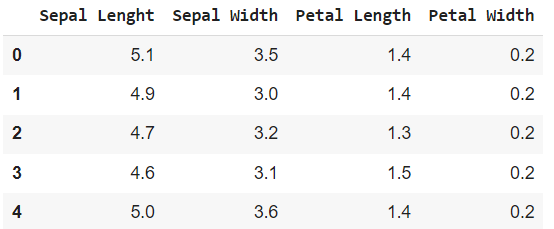 Sepal Lenght Sepal Width Petal Length Petal Width
0 5.1 3.5 1.4 0.2
1 4.9 3.0 1.4 0.2
2 4.7 3.2 1.3 0.2
3 4.6 3.1 1.5 0.2
4 5.0 3.6 1.4 0.2